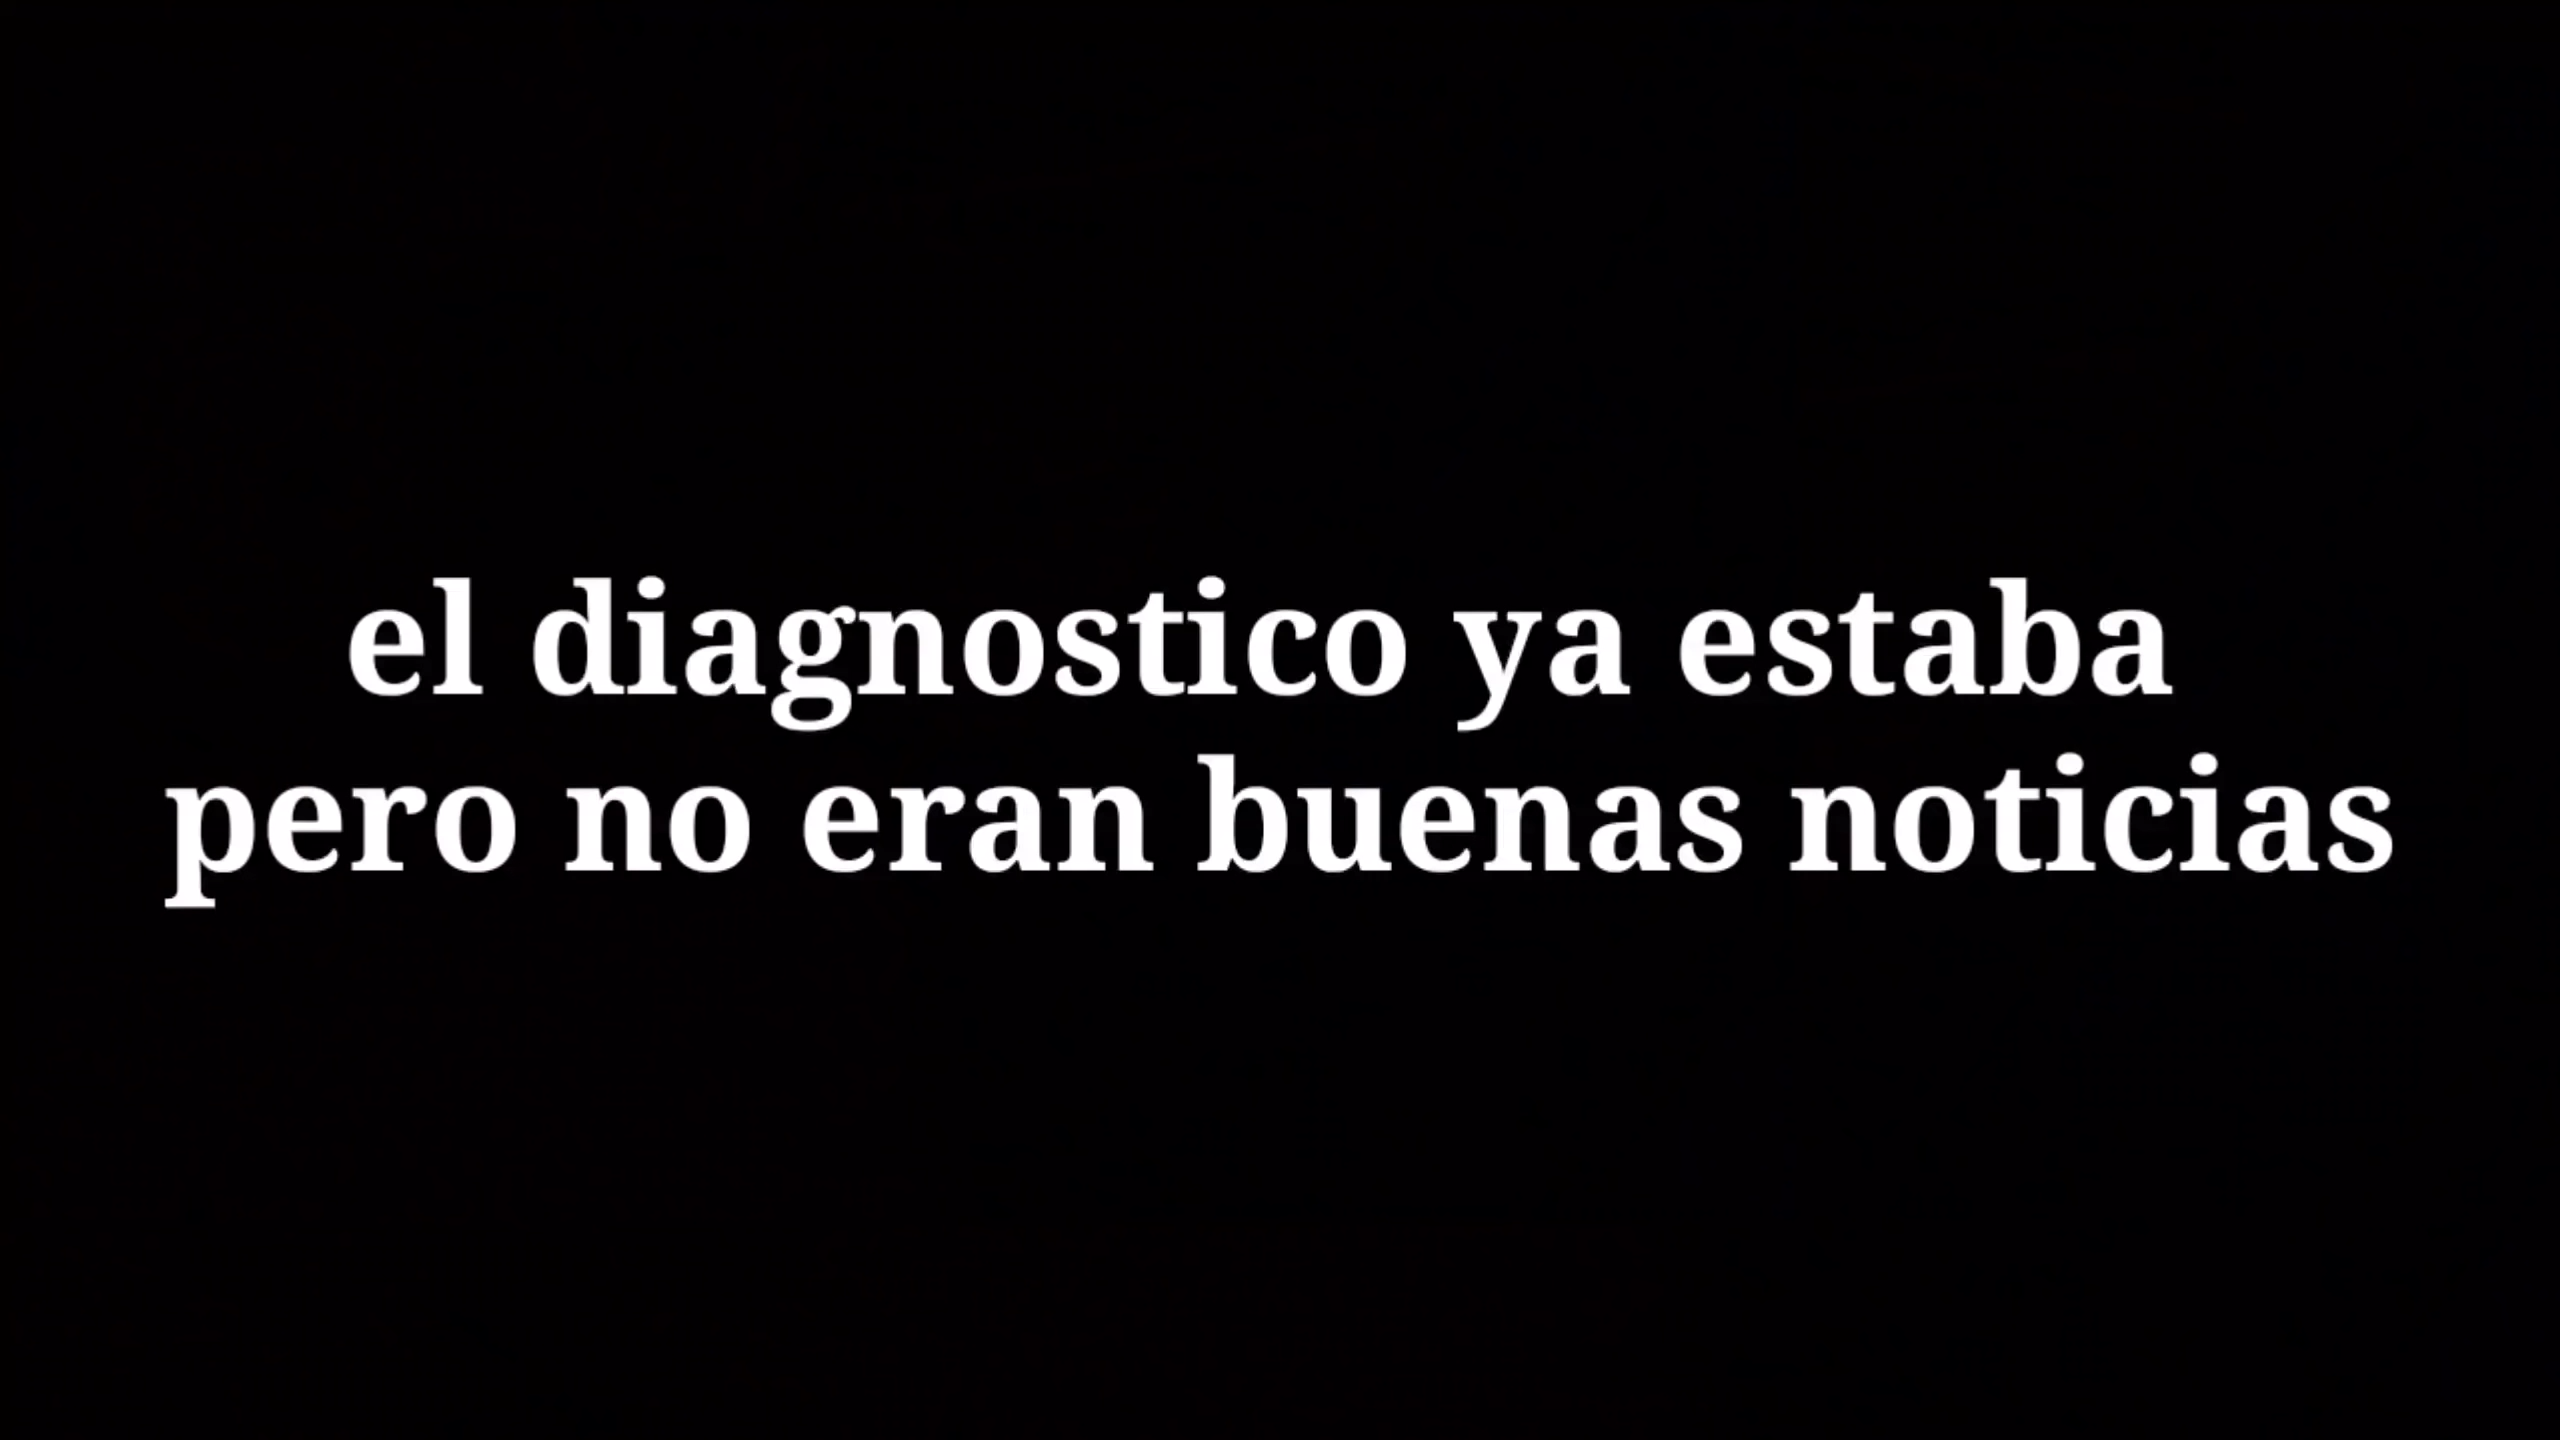 el diagnostico ya estaba
pero no eran buenas noticias